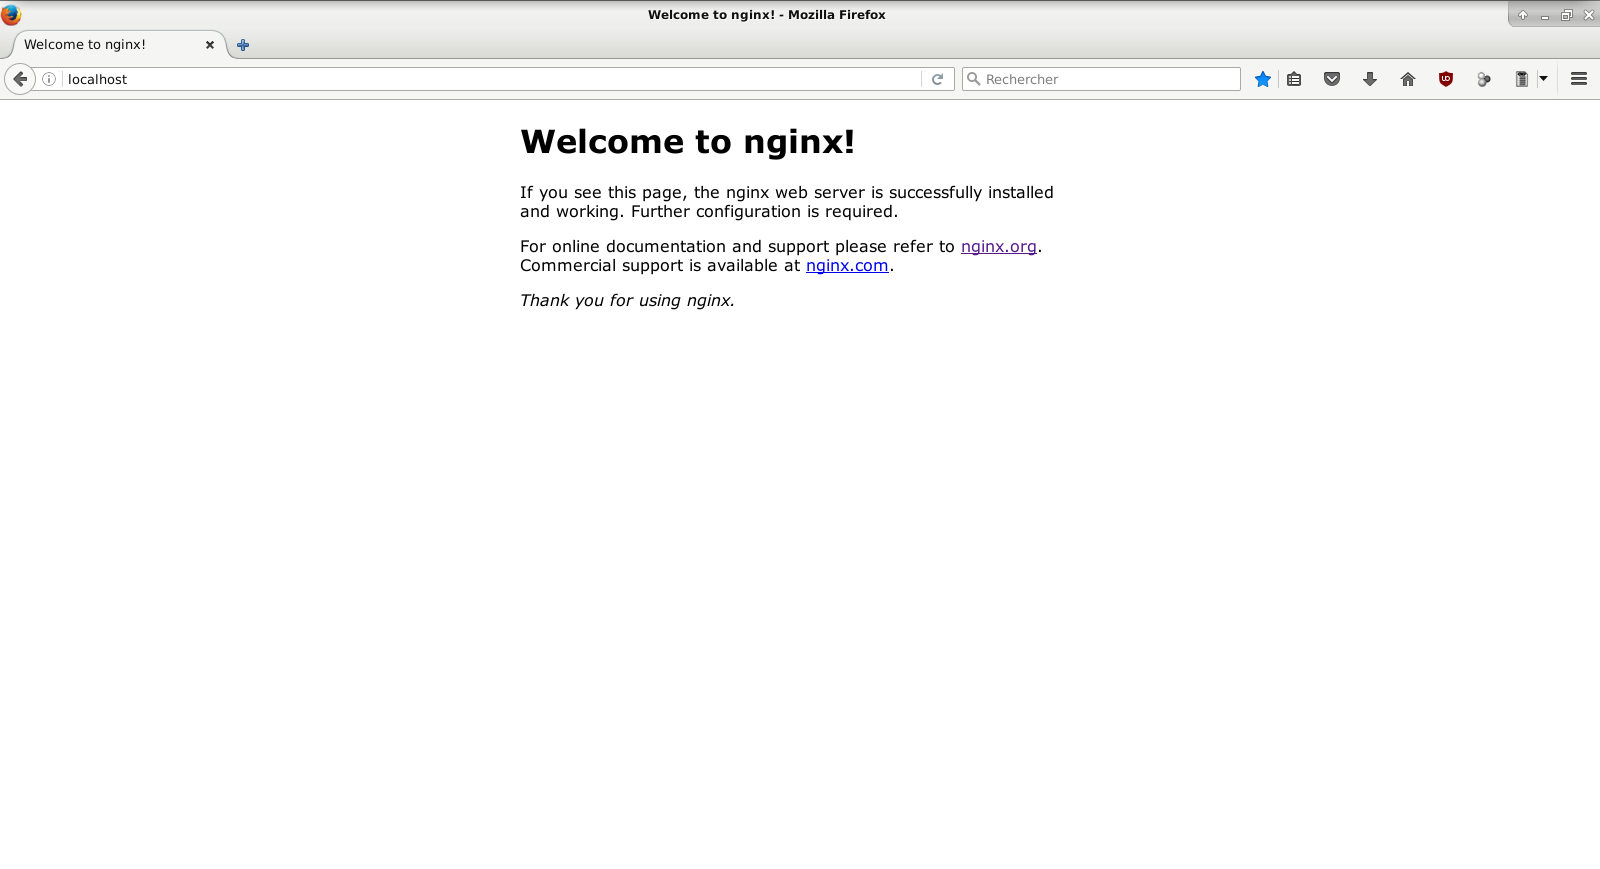 Welcome to nginx! - Mozilla Firefox
Welcome to nginx!
localhost
Rechercher
Welcome to nginx!
If you see this page, the nginx web server is successfully installed
and working. Further configuration is required.
For online documentation and support please refer to nginx.org.
Commercial support is available at nginx.com.
Thank you for using nginx.